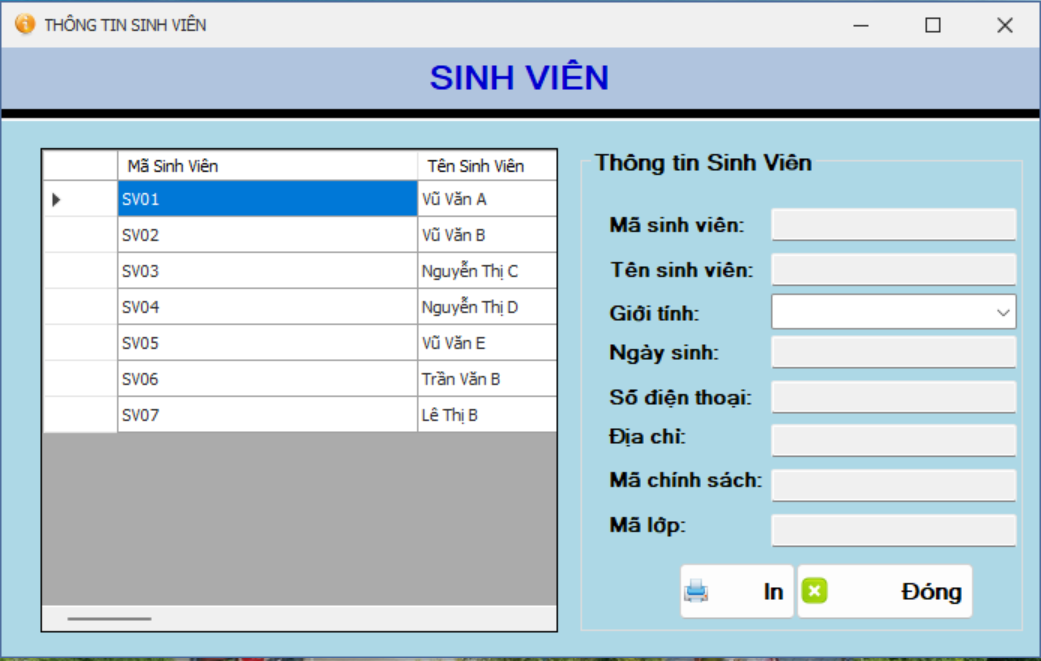 THÔNG TIN SINH VIÊN
SINH VIÊN
Mã Sinh Viên Tên Sinh Viên
SV01 Vũ Văn A
SV02 Vũ Văn B
SV03 Nguyễn Thị C
SV04 Nguyễn Thị D
SV05 Vũ Văn E
SV06 Trần Văn B
SV07 Lê Thị B
Thông tin Sinh Viên
Mã sinh viên:
Tên sinh viên:
Giới tính:
Ngày sinh:
Số điện thoại:
Địa chỉ:
Mã chính sách:
Mã lớp:
In Đóng